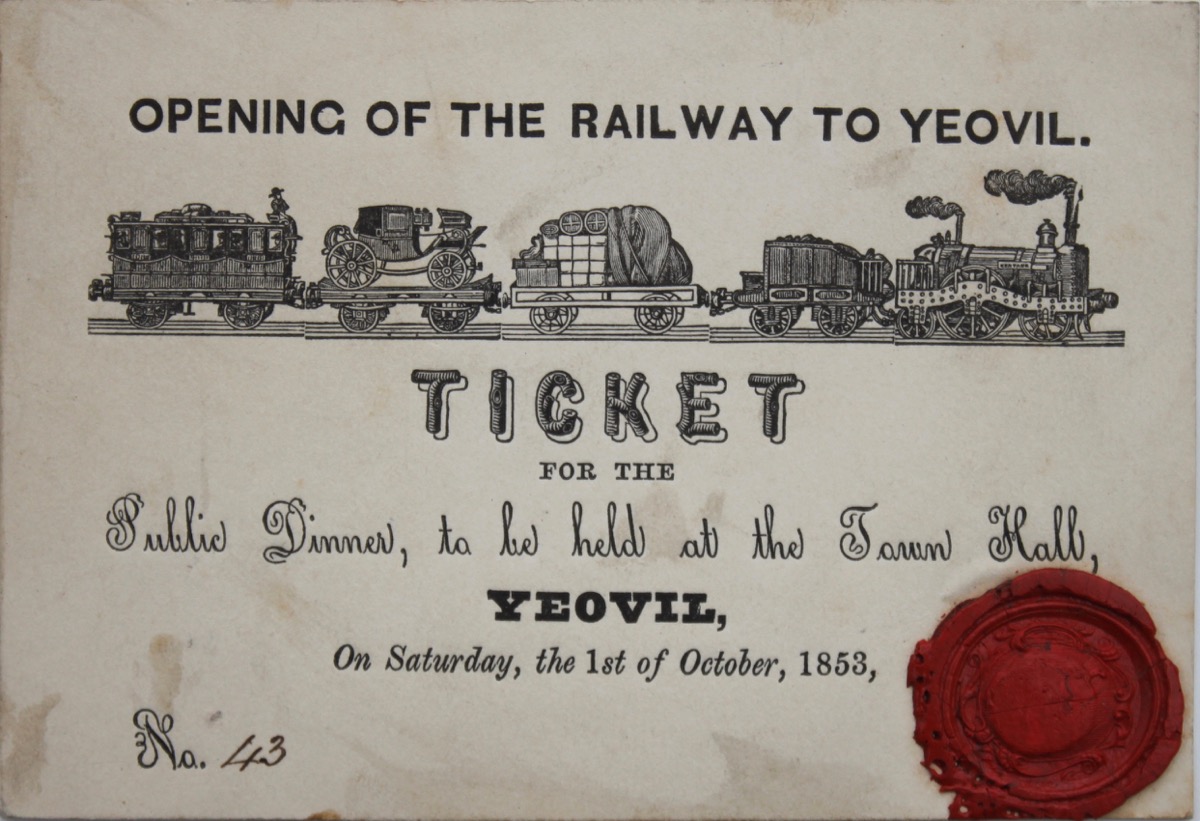 OPENING OF THE RAILWAY TO YEOVIL.
TICKET
FOR THE
Public Dinner, to be held at the Town Hall,
YEOVIL,
On Saturday, the 1st of October, 1853,
No. 43